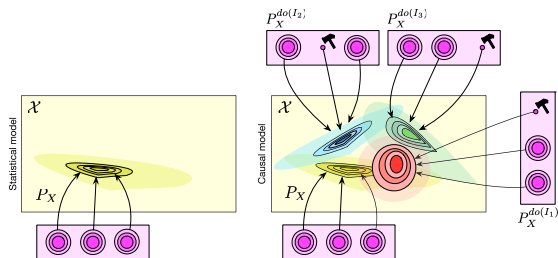 P_X^{do(I_2)}
P_X^{do(I_3)}
Statistical model
𝒳
P_X
Causal model
𝒳
P_X
P_X^{do(I_1)}